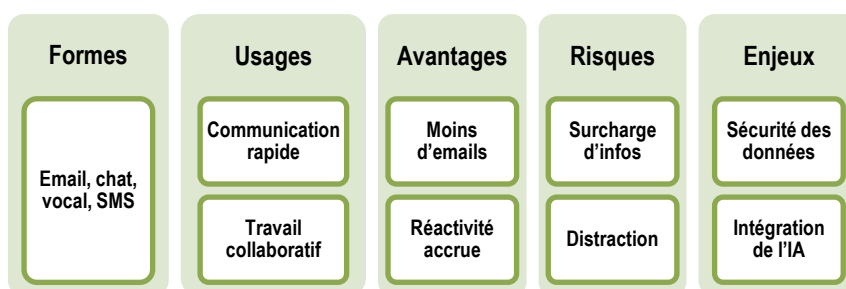 Formes
Email, chat,
vocal, SMS
Usages
Communication
rapide
Travail
collaboratif
Avantages
Moins
d’emails
Réactivité
accrue
Risques
Surcharge
d’infos
Distraction
Enjeux
Sécurité des
données
Intégration
de l’IA